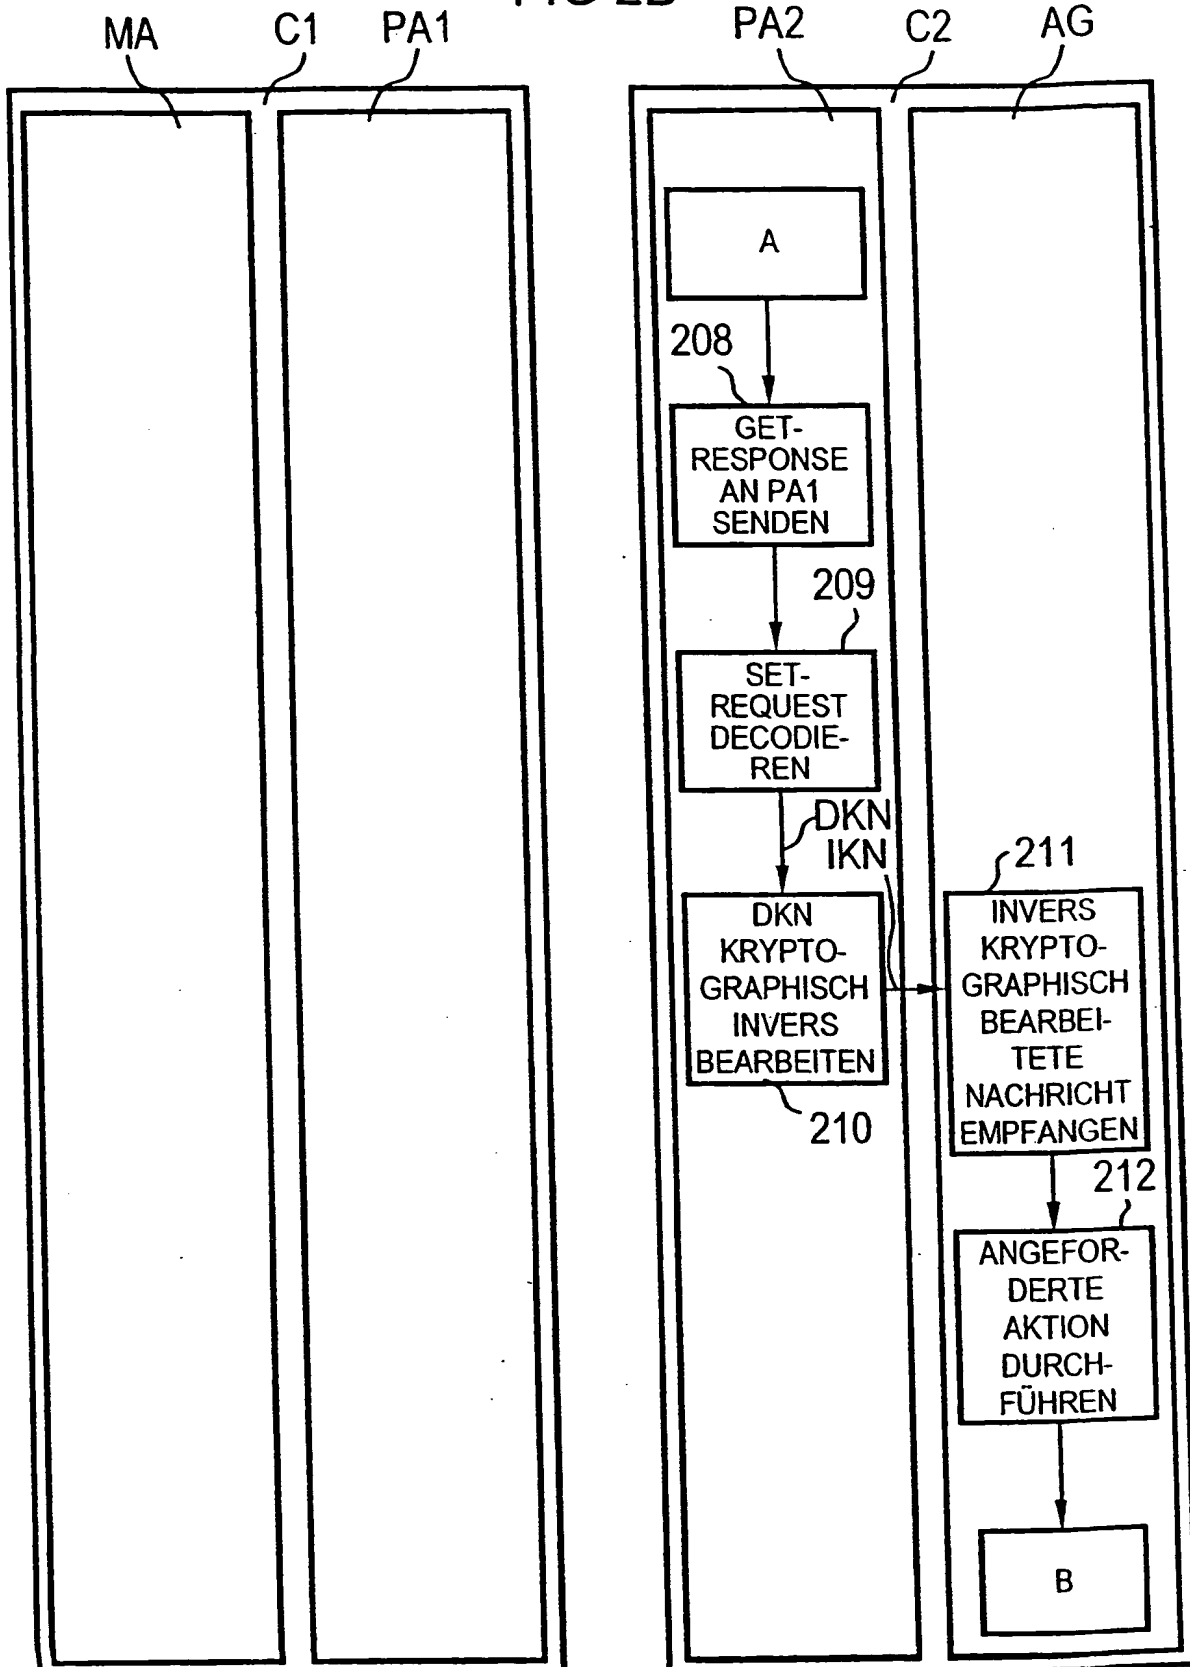 MA C1 PA1 PA2 C2 AG
A
208
GET-
RESPONSE
AN PA1
SENDEN
209
SET-
REQUEST
DECODIE-
REN
DKN
IKN
DKN
KRYPTO-
GRAPHISCH
INVERS
BEARBEITEN
210
211
INVERS
KRYPTO-
GRAPHISCH
BEARBEI-
TETE
NACHRICHT
EMPFANGEN
212
ANGEFOR-
DERTE
AKTION
DURCH-
FÜHREN
B